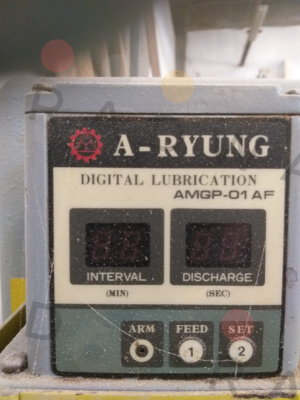 A-RYUNG
DIGITAL LUBRICATION
AMGP-01 AF
INTERVAL DISCHARGE
(MIN) (SEC)
ARM FEED SET
1 2